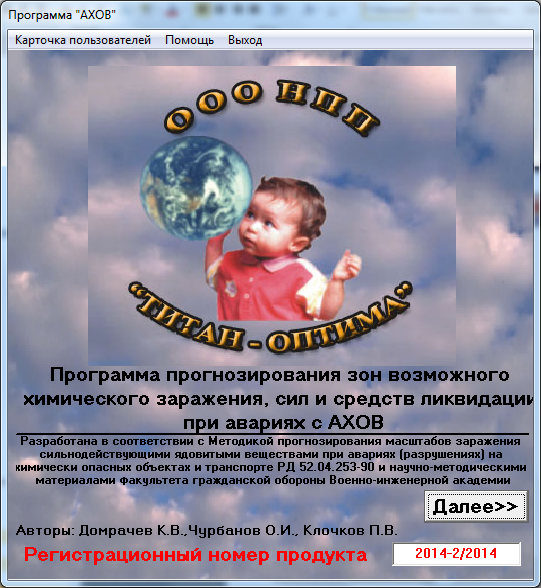 Программа "АХОВ"
Карточка пользователей Помощь Выход
ООО НПП
"ТИТАН - ОПТИМА"
Программа прогнозирования зон возможного
химического заражения, сил и средств ликвидации
при авариях с АХОВ
Разработана в соответствии с Методикой прогнозирования масштабов заражения
сильнодействующими ядовитыми веществами при авариях (разрушениях) на
химически опасных объектах и транспорте РД 52.04.253-90 и научно-методическими
материалами факультета гражданской обороны Военно-инженерной академии
Далее>>
Авторы: Домрачев К.В.,Чурбанов О.И., Клочков П.В.
Регистрационный номер продукта 2014-2/2014